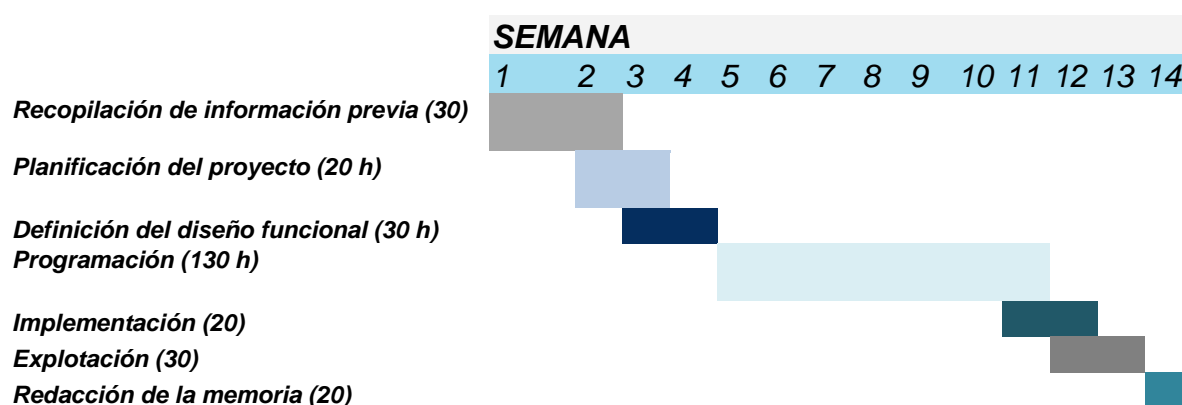 SEMANA
1 2 3 4 5 6 7 8 9 10 11 12 13 14
Recopilación de información previa (30)
Planificación del proyecto (20 h)
Definición del diseño funcional (30 h)
Programación (130 h)
Implementación (20)
Explotación (30)
Redacción de la memoria (20)